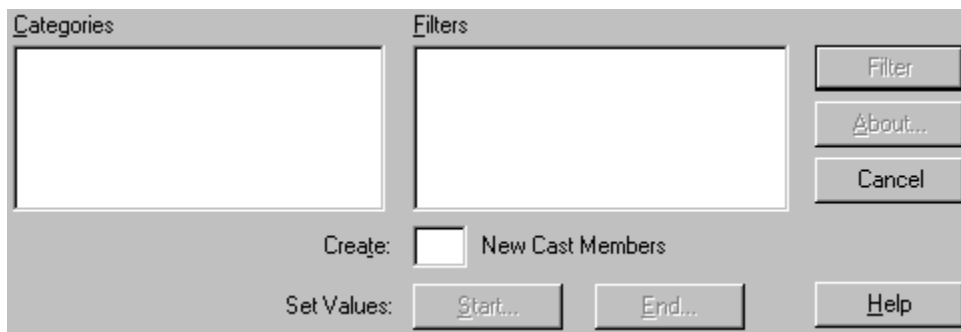 Categories
Filters
Filter
About...
Cancel
Create:
New Cast Members
Set Values:
Start...
End...
Help